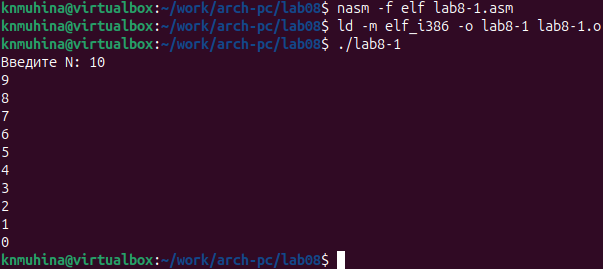 knmuhina@virtualbox:~/work/arch-pc/lab08$ nasm -f elf lab8-1.asm
knmuhina@virtualbox:~/work/arch-pc/lab08$ ld -m elf_i386 -o lab8-1 lab8-1.o
knmuhina@virtualbox:~/work/arch-pc/lab08$ ./lab8-1
Введите N: 10
9
8
7
6
5
4
3
2
1
0
knmuhina@virtualbox:~/work/arch-pc/lab08$